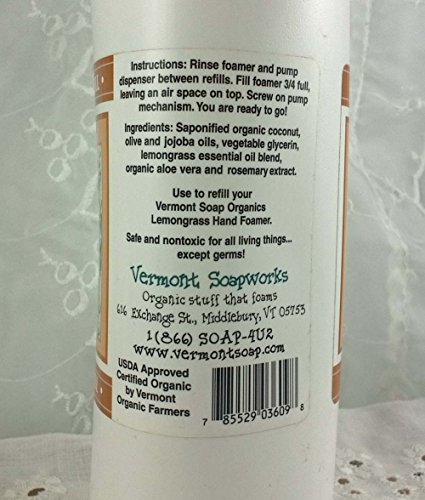 Instructions: Rinse foamer and pump
dispenser between refills. Fill foamer 3/4 full,
leaving an air space on top. Screw on pump
mechanism. You are ready to go!
Ingredients: Saponified organic coconut,
olive and jojoba oils, vegetable glycerin,
lemongrass essential oil blend,
organic aloe vera and rosemary extract.
Use to refill your
Vermont Soap Organics
Lemongrass Hand Foamer.
Safe and nontoxic for all living things...
except germs!
Vermont Soapworks
Organic stuff that foams
616 Exchange St., Middlebury, VT 05753
1(866) SOAP-4U2
www.vermontsoap.com
USDA Approved
Certified Organic
by Vermont
Organic Farmers
7 85529 03609 8